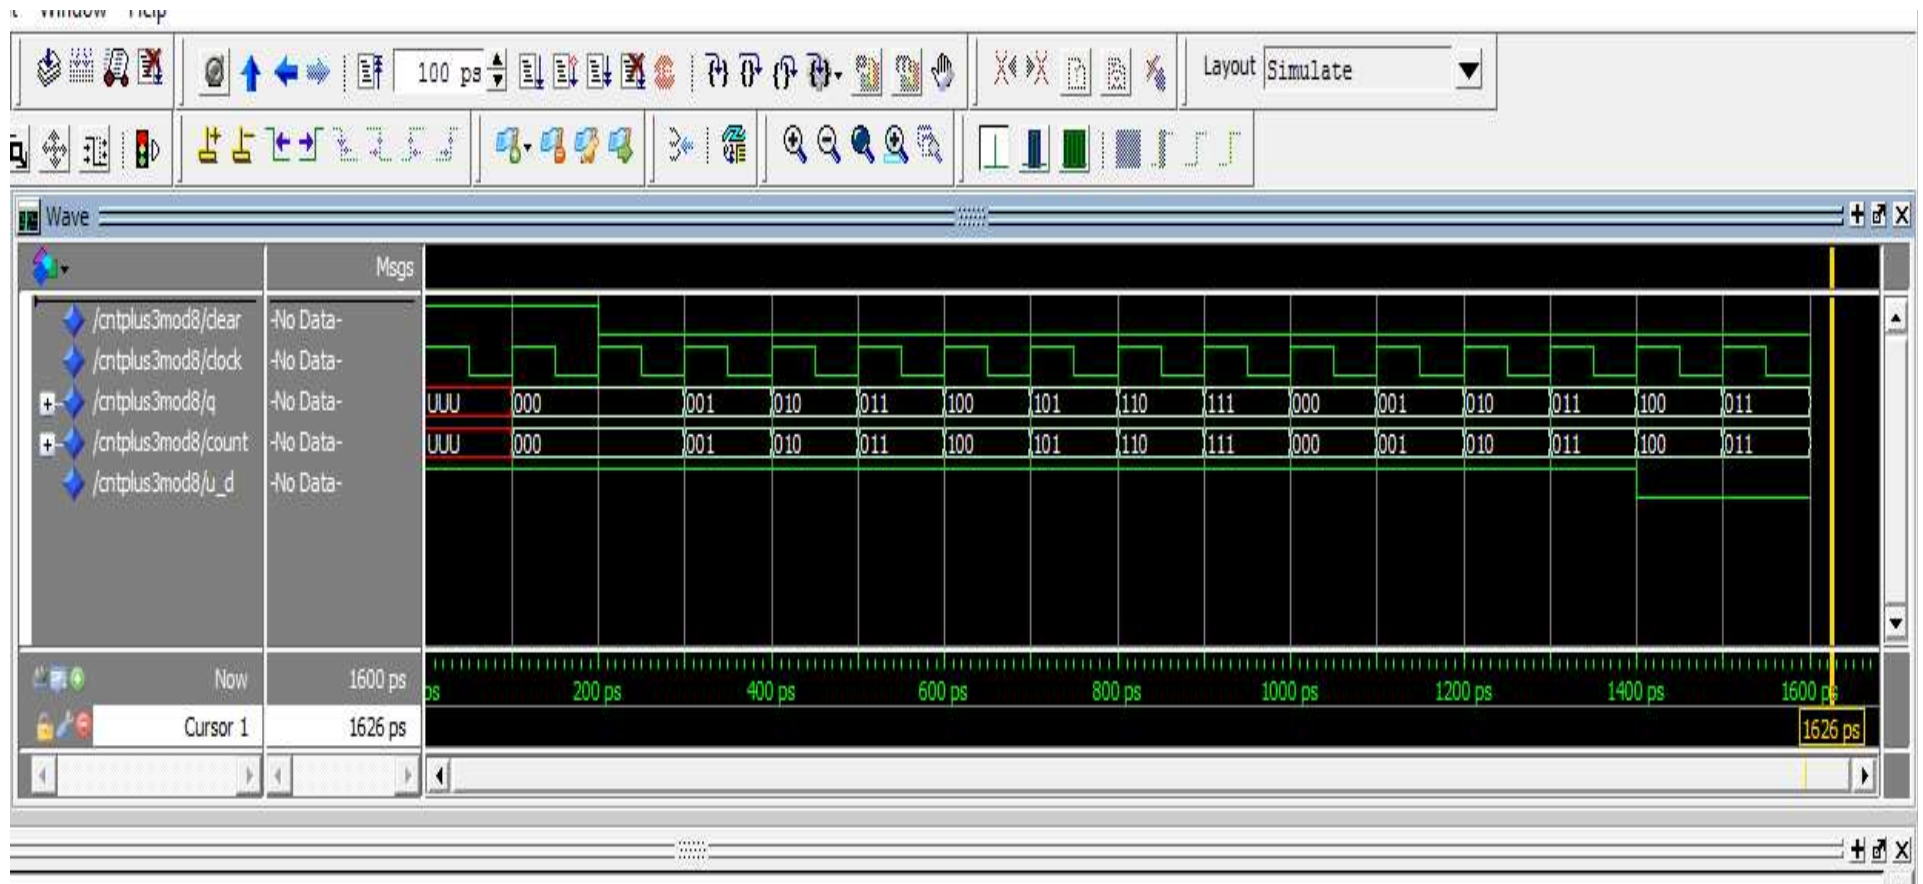 Window Help
100 ps
Layout Simulate
Wave
Msgs
/cntplus3mod8/clear -No Data-
/cntplus3mod8/clock -No Data-
/cntplus3mod8/q -No Data- UUU 000 001 010 011 100 101 110 111 000 001 010 011 100 011
/cntplus3mod8/count -No Data- UUU 000 001 010 011 100 101 110 111 000 001 010 011 100 011
/cntplus3mod8/u_d -No Data-
Now 1600 ps ps 200 ps 400 ps 600 ps 800 ps 1000 ps 1200 ps 1400 ps 1600 ps
Cursor 1 1626 ps 1626 ps